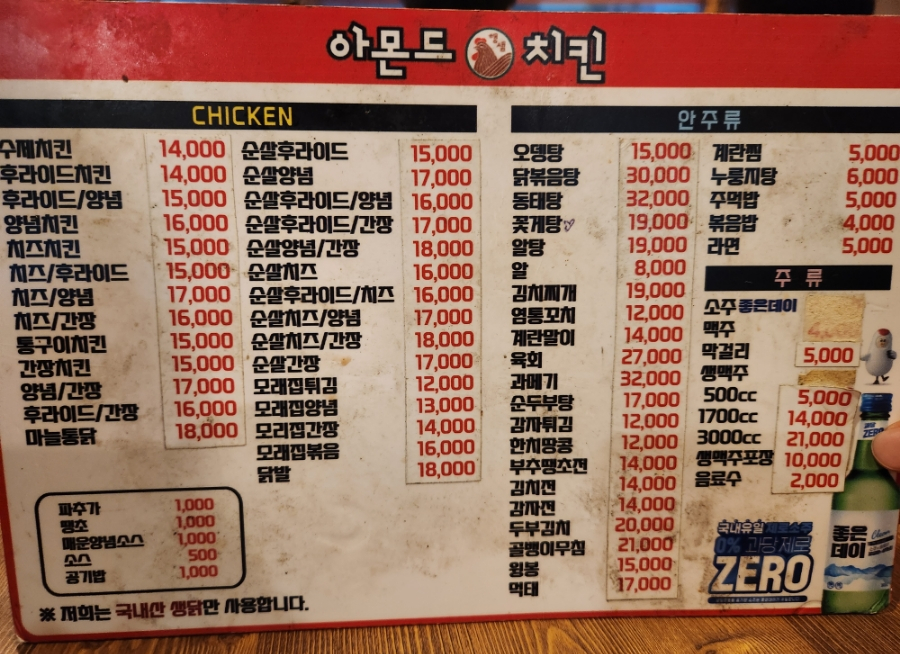 아몬드 치킨
CHICKEN
수제치킨 14,000
후라이드치킨 14,000
후라이드/양념 15,000
양념치킨 16,000
치즈치킨 15,000
치즈/후라이드 15,000
치즈/양념 17,000
치즈/간장 16,000
통구이치킨 15,000
간장치킨 15,000
양념/간장 17,000
후라이드/간장 16,000
마늘통닭 18,000
순살후라이드 15,000
순살양념 17,000
순살후라이드/양념 16,000
순살후라이드/간장 17,000
순살양념/간장 18,000
순살치즈 16,000
순살후라이드/치즈 16,000
순살치즈/양념 17,000
순살치즈/간장 18,000
순살간장 17,000
모래집튀김 12,000
모래집양념 13,000
모리집간장 14,000
모래집볶음 16,000
닭발 18,000
파추가 1,000
땡초 1,000
매운양념소스 1,000
소스 500
공기밥 1,000
※ 저희는 국내산 생닭만 사용합니다.
안주류
오뎅탕 15,000
닭볶음탕 30,000
동태탕 32,000
꽃게탕♡ 19,000
알탕 19,000
알 8,000
김치찌개 19,000
염통꼬치 12,000
계란말이 14,000
육회 27,000
과메기 32,000
순두부탕 17,000
감자튀김 12,000
한치땅콩 12,000
부추땡초전 14,000
김치전 14,000
감자전 14,000
두부김치 20,000
골뱅이무침 21,000
윙봉 15,000
먹태 17,000
계란찜 5,000
누룽지탕 6,000
주먹밥 5,000
볶음밥 4,000
라면 5,000
주류
소주 좋은데이
맥주
막걸리 5,000
생맥주
500cc 5,000
1700cc 14,000
3000cc 21,000
생맥주포장 10,000
음료수 2,000
국내유일
0% 과당 제로
ZERO
좋은
데이